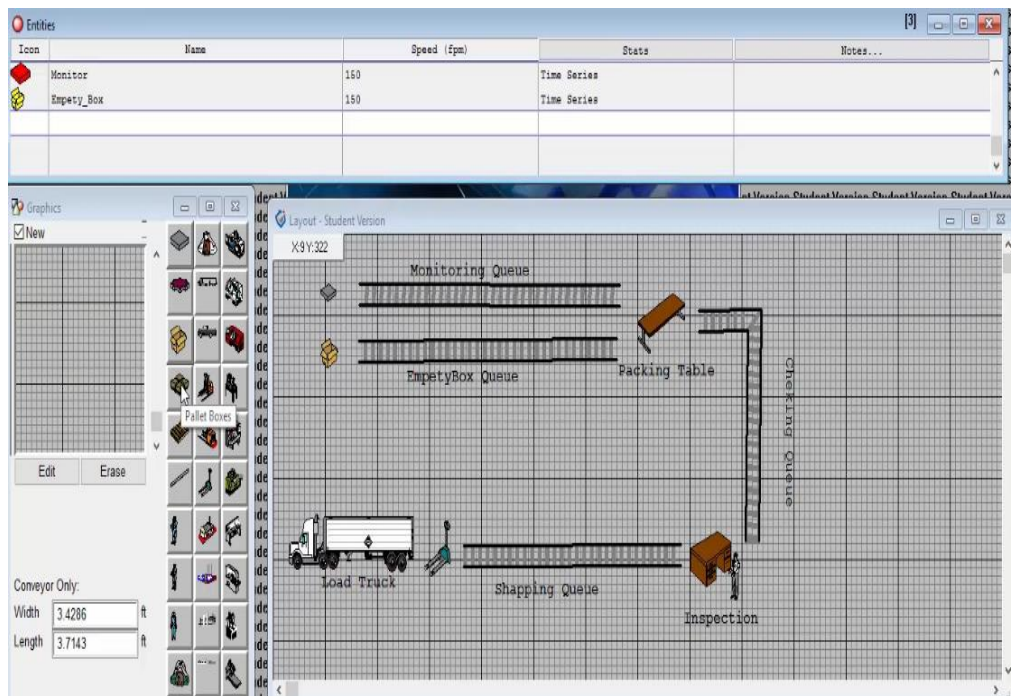 Entities
[3]
Icon Name Speed (fpm) Stats Notes...
Monitor 150 Time Series
Empety_Box 150 Time Series
Graphics
New
Pallet Boxes
Edit Erase
Conveyor Only:
Width 3.4286 ft
Length 3.7143 ft
Layout - Student Version
X:9 Y:322
Monitoring Queue
EmpetyBox Queue
Packing Table
Cheking Queue
Load Truck
Shapping Queue
Inspection